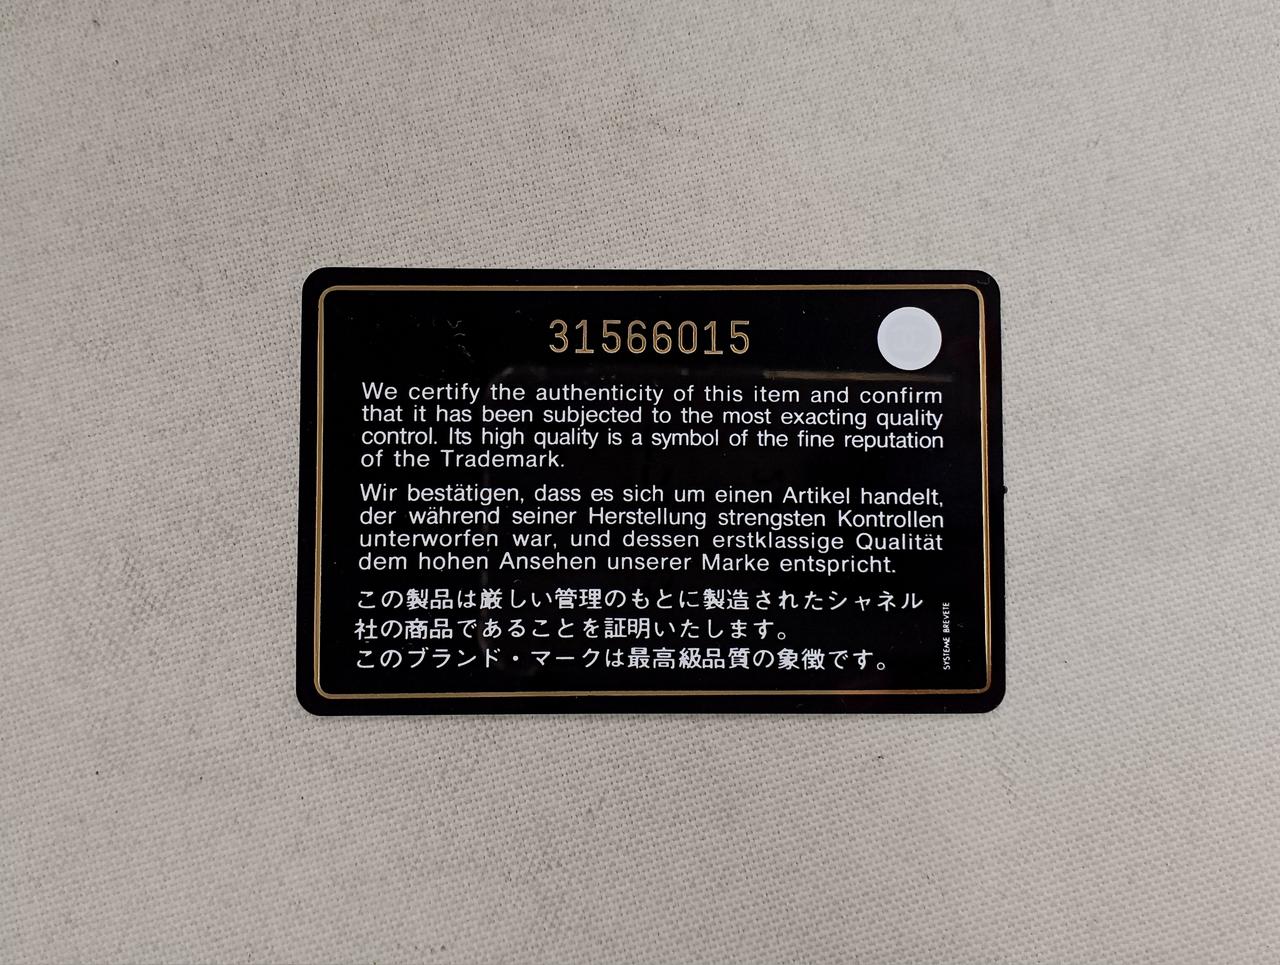 31566015
We certify the authenticity of this item and confirm
that it has been subjected to the most exacting quality
control. Its high quality is a symbol of the fine reputation
of the Trademark.
Wir bestätigen, dass es sich um einen Artikel handelt,
der während seiner Herstellung strengsten Kontrollen
unterworfen war, und dessen erstklassige Qualität
dem hohen Ansehen unserer Marke entspricht.
この製品は厳しい管理のもとに製造されたシャネル
社の商品であることを証明いたします。
このブランド・マークは最高級品質の象徴です。
SYSTEME BREVETE